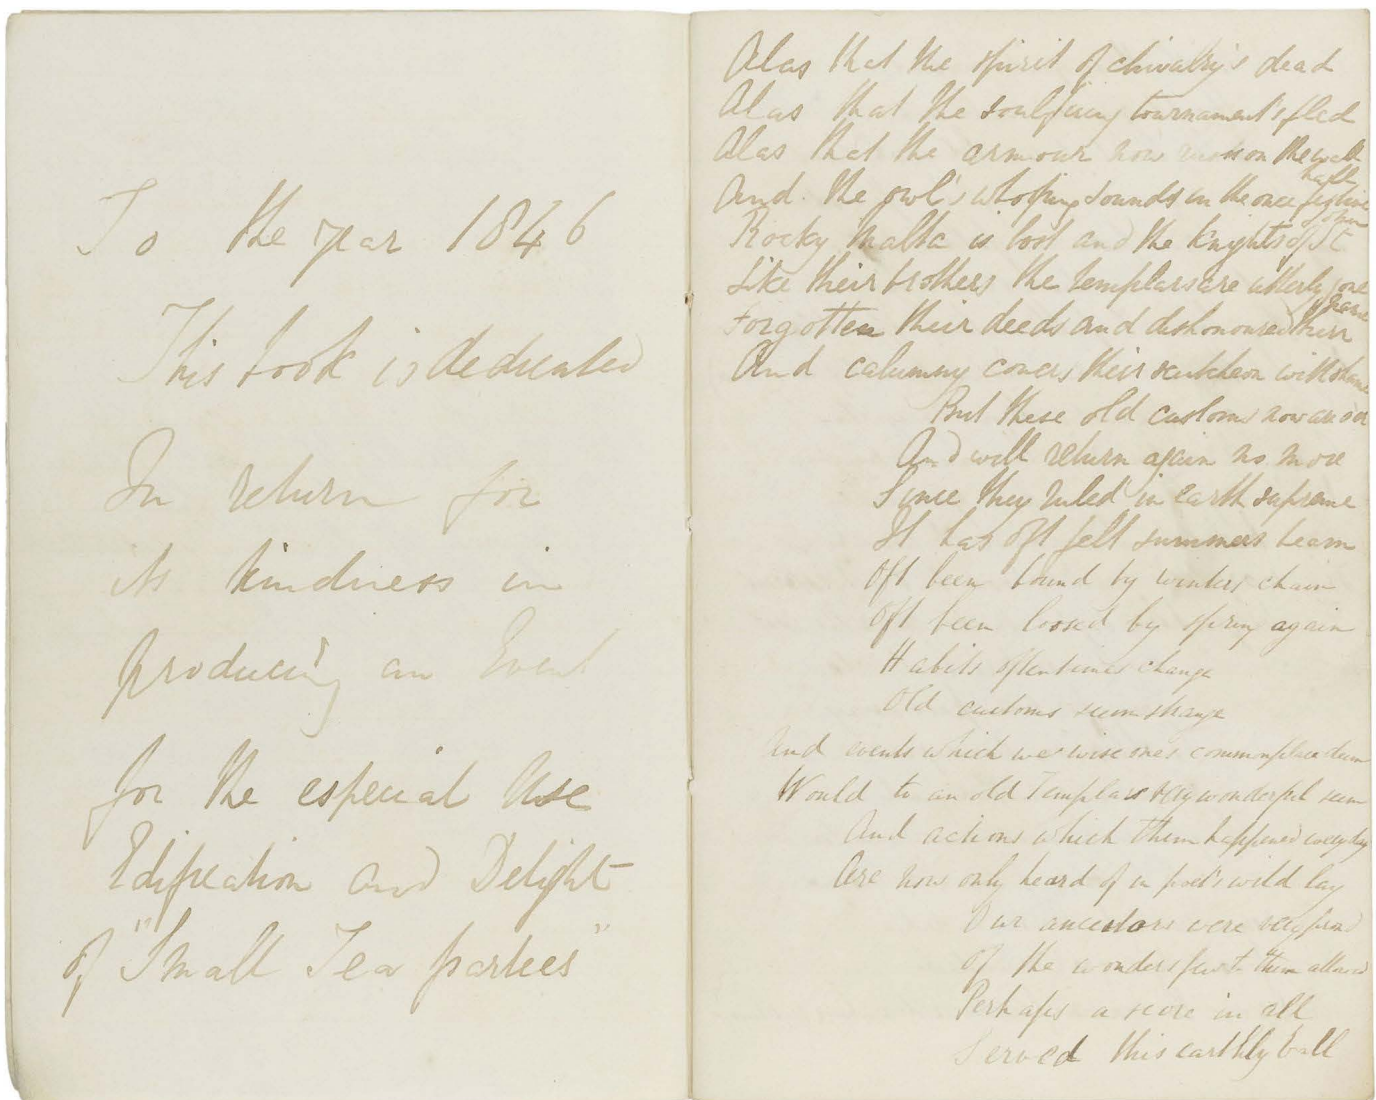 To the year 1846
This book is dedicated
In return for
its kindness in
producing an Event
for the especial Use
Edification and Delight
of "Small Tea parties"
Alas that the spirit of chivalry's dead
Alas that the soulfiring tournament's fled
Alas that the armour now rusts on the wall
And the owl's whooping sounds in the once festive hall
Rocky Malta is lost and the knights of St John
Like their brothers the templars are utterly gone
Forgotten their deeds and dishonoured their name
And calumny covers their scutcheon with shame
But these old customs now are o'er
And will return again no more
Since they ruled in earth supreme
It has oft felt summers beam
Oft been bound by winters chain
Oft been loosed by spring again
Habits oftentimes change
Old customs seem strange
And events which we wise ones commonplace deem
Would to an old Templar very wonderful seem
And actions which then happened everyday
Are now only heard of in poet's wild lay
Our ancestors were very proud
Of the wonders past them allowed
Perhaps a score in all
Served this earthly ball